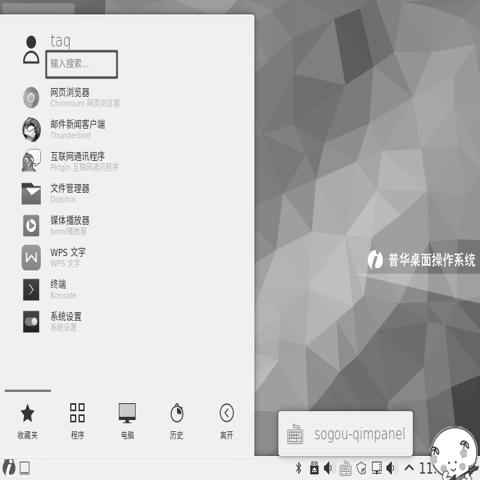 taq
输入搜索...
网页浏览器
Chromium 网页浏览器
邮件新闻客户端
Thunderbird
互联网通讯程序
Pidgin 互联网通讯程序
文件管理器
Dolphin
媒体播放器
bomi播放器
WPS 文字
WPS 文字
终端
Konsole
系统设置
系统设置
普华桌面操作系统
收藏夹
程序
电脑
历史
离开
sogou-qimpanel